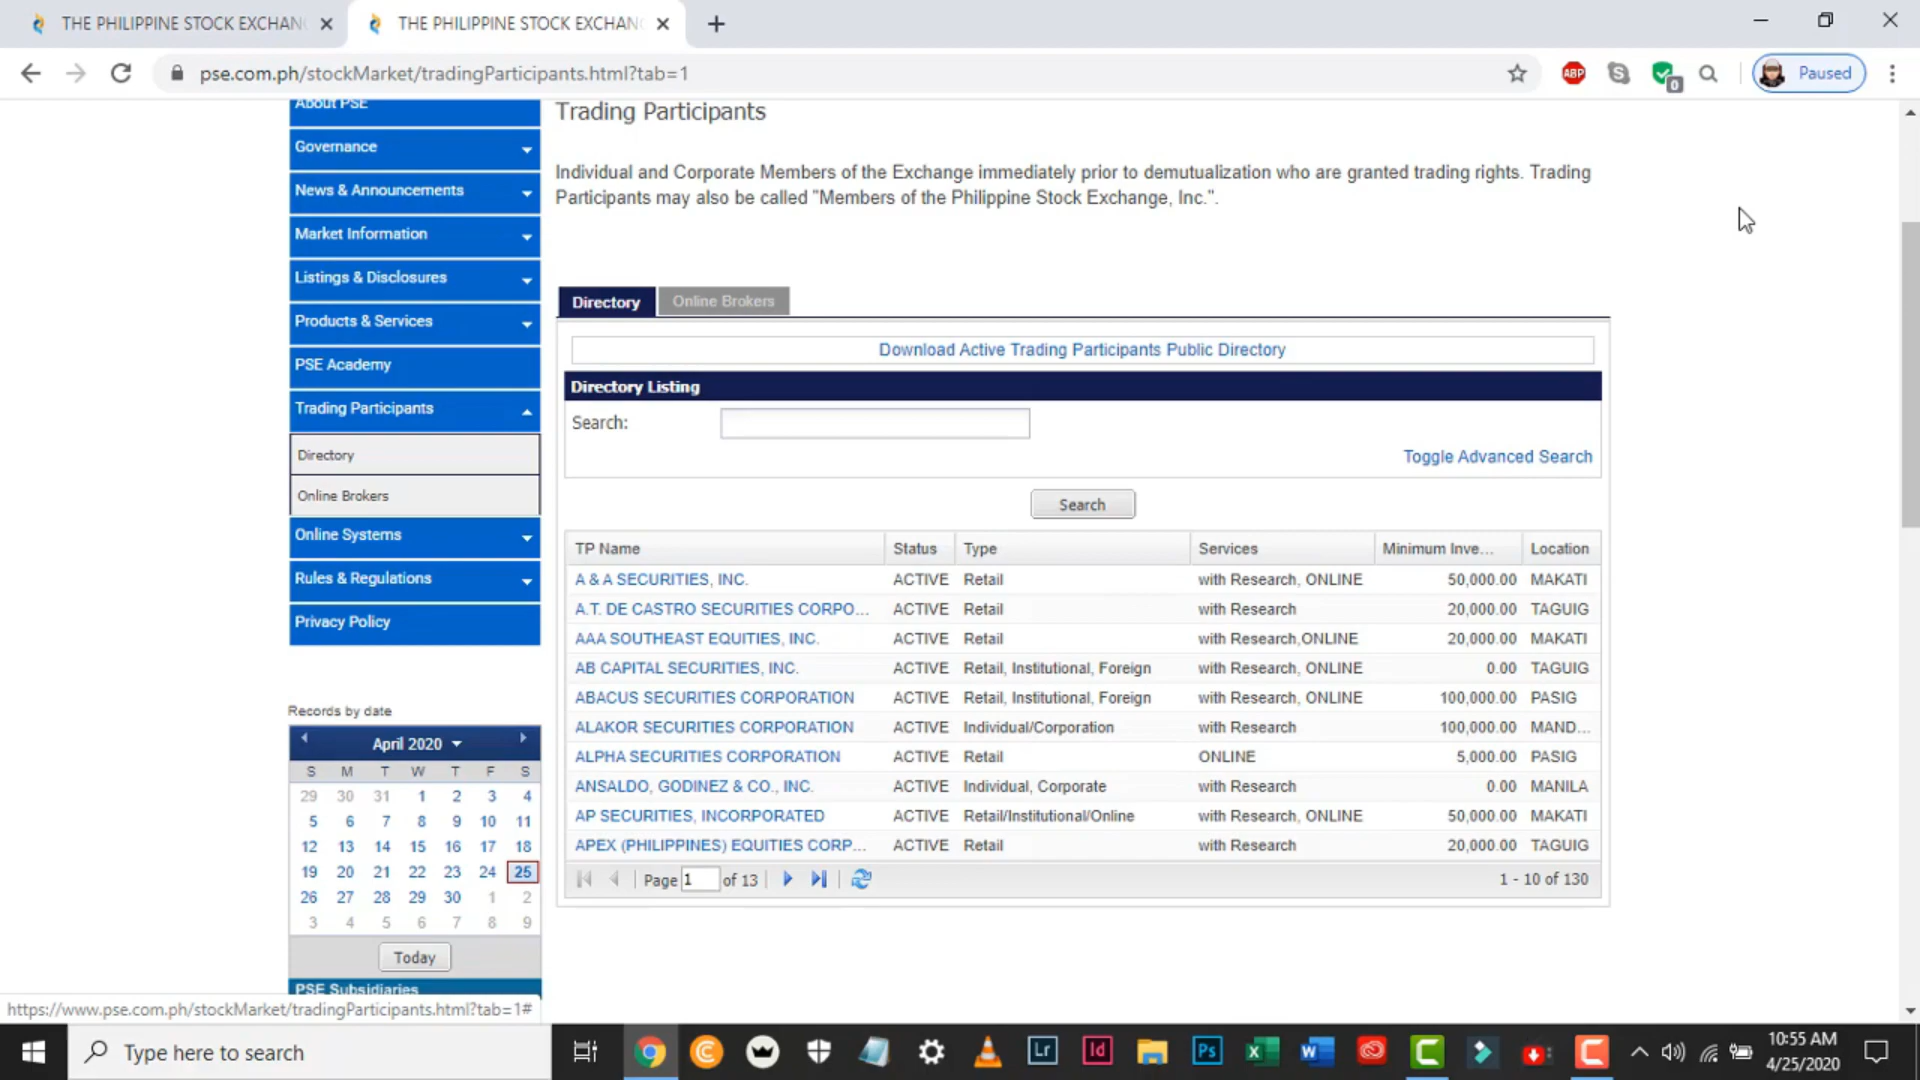 THE PHILIPPINE STOCK EXCHAN
THE PHILIPPINE STOCK EXCHAN
pse.com.ph/stockMarket/tradingParticipants.html?tab=1
ABP
0
Paused
About PSE
Governance
News & Announcements
Market Information
Listings & Disclosures
Products & Services
PSE Academy
Trading Participants
Directory
Online Brokers
Online Systems
Rules & Regulations
Privacy Policy
Records by date
April 2020
S M T W T F S
29 30 31 1 2 3 4
5 6 7 8 9 10 11
12 13 14 15 16 17 18
19 20 21 22 23 24 25
26 27 28 29 30 1 2
3 4 5 6 7 8 9
Today
PSE Subsidiaries
Trading Participants
Individual and Corporate Members of the Exchange immediately prior to demutualization who are granted trading rights. Trading
Participants may also be called "Members of the Philippine Stock Exchange, Inc.".
Directory Online Brokers
Download Active Trading Participants Public Directory
Directory Listing
Search:
Toggle Advanced Search
Search
TP Name Status Type Services Minimum Inve... Location
A & A SECURITIES, INC. ACTIVE Retail with Research, ONLINE 50,000.00 MAKATI
A.T. DE CASTRO SECURITIES CORPO... ACTIVE Retail with Research 20,000.00 TAGUIG
AAA SOUTHEAST EQUITIES, INC. ACTIVE Retail with Research,ONLINE 20,000.00 MAKATI
AB CAPITAL SECURITIES, INC. ACTIVE Retail, Institutional, Foreign with Research, ONLINE 0.00 TAGUIG
ABACUS SECURITIES CORPORATION ACTIVE Retail, Institutional, Foreign with Research, ONLINE 100,000.00 PASIG
ALAKOR SECURITIES CORPORATION ACTIVE Individual/Corporation with Research 100,000.00 MAND...
ALPHA SECURITIES CORPORATION ACTIVE Retail ONLINE 5,000.00 PASIG
ANSALDO, GODINEZ & CO., INC. ACTIVE Individual, Corporate with Research 0.00 MANILA
AP SECURITIES, INCORPORATED ACTIVE Retail/Institutional/Online with Research, ONLINE 50,000.00 MAKATI
APEX (PHILIPPINES) EQUITIES CORP... ACTIVE Retail with Research 20,000.00 TAGUIG
Page 1 of 13 1 - 10 of 130
https://www.pse.com.ph/stockMarket/tradingParticipants.html?tab=1#
Type here to search
Lr
Id
Ps
10:55 AM
4/25/2020